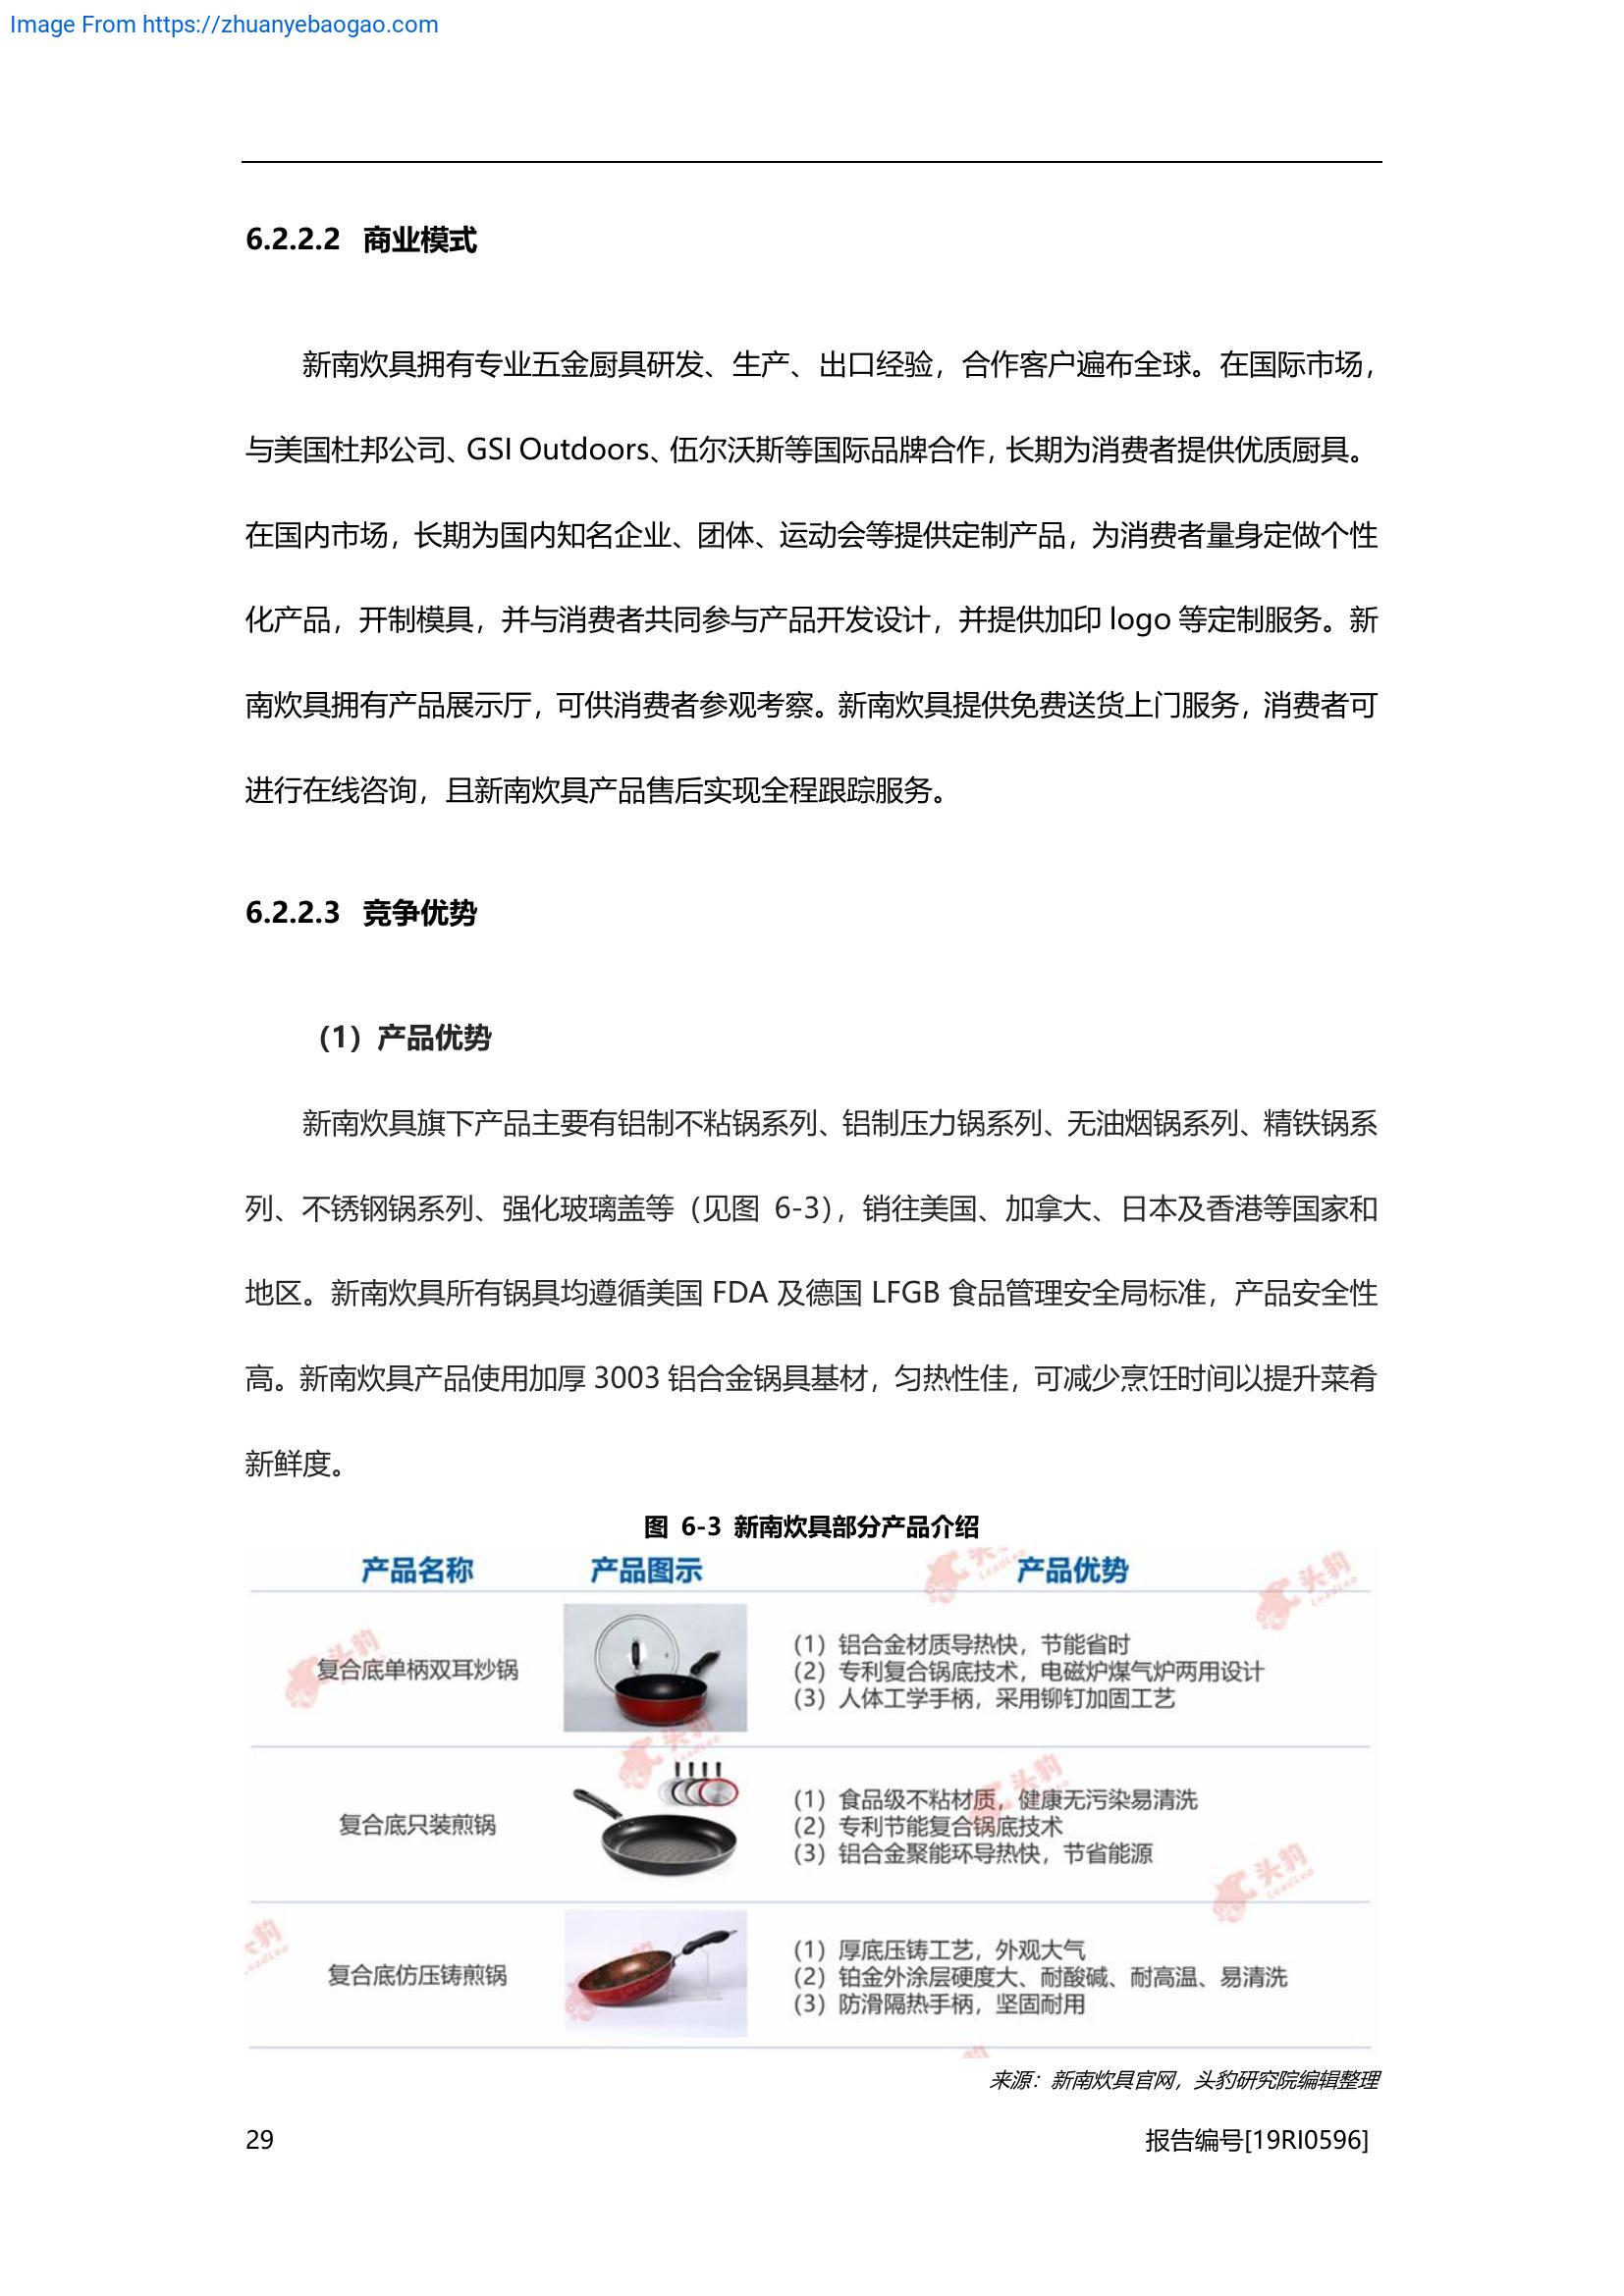 Image From https://zhuanyebaogao.com
6.2.2.2 商业模式
新南炊具拥有专业五金厨具研发、生产、出口经验，合作客户遍布全球。在国际市场，
与美国杜邦公司、GSI Outdoors、伍尔沃斯等国际品牌合作，长期为消费者提供优质厨具。
在国内市场，长期为国内知名企业、团体、运动会等提供定制产品，为消费者量身定做个性
化产品，开制模具，并与消费者共同参与产品开发设计，并提供加印 logo 等定制服务。新
南炊具拥有产品展示厅，可供消费者参观考察。新南炊具提供免费送货上门服务，消费者可
进行在线咨询，且新南炊具产品售后实现全程跟踪服务。
6.2.2.3 竞争优势
（1）产品优势
新南炊具旗下产品主要有铝制不粘锅系列、铝制压力锅系列、无油烟锅系列、精铁锅系
列、不锈钢锅系列、强化玻璃盖等（见图 6-3），销往美国、加拿大、日本及香港等国家和
地区。新南炊具所有锅具均遵循美国 FDA 及德国 LFGB 食品管理安全局标准，产品安全性
高。新南炊具产品使用加厚 3003 铝合金锅具基材，匀热性佳，可减少烹饪时间以提升菜肴
新鲜度。
图 6-3 新南炊具部分产品介绍
产品名称 产品图示 产品优势
复合底单柄双耳炒锅
（1）铝合金材质导热快，节能省时
（2）专利复合锅底技术，电磁炉煤气炉两用设计
（3）人体工学手柄，采用铆钉加固工艺
复合底只装煎锅
（1）食品级不粘材质，健康无污染易清洗
（2）专利节能复合锅底技术
（3）铝合金聚能环导热快，节省能源
复合底仿压铸煎锅
（1）厚底压铸工艺，外观大气
（2）铂金外涂层硬度大、耐酸碱、耐高温、易清洗
（3）防滑隔热手柄，坚固耐用
头豹 LeadLeo
头豹 LeadLeo
头豹 LeadLeo
头豹 LeadLeo
头豹 LeadLeo
来源：新南炊具官网，头豹研究院编辑整理
29 报告编号[19RI0596]